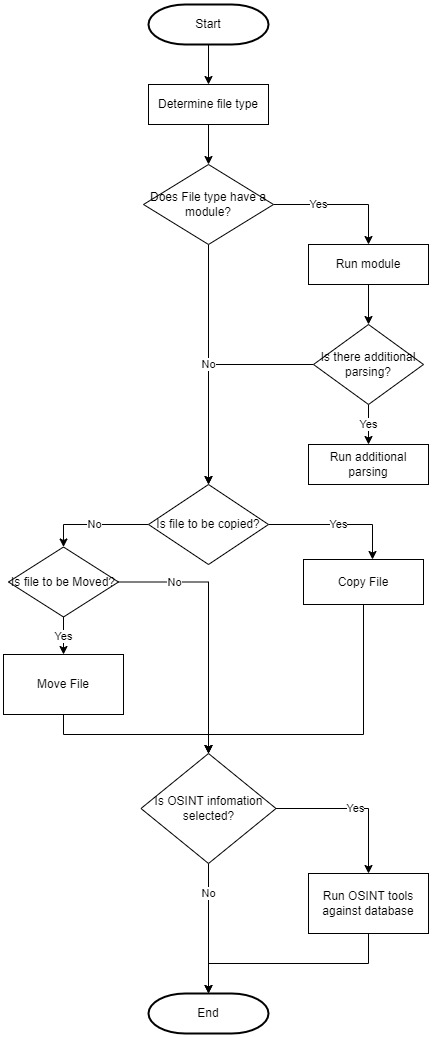 Start
Determine file type
Does File type have a
module?
Yes
Run module
Is there additional
parsing?
No
Yes
Run additional
parsing
Is file to be copied?
No
Yes
Is file to be Moved?
No
Copy File
Yes
Move File
Is OSINT infomation
selected?
Yes
No
Run OSINT tools
against database
End